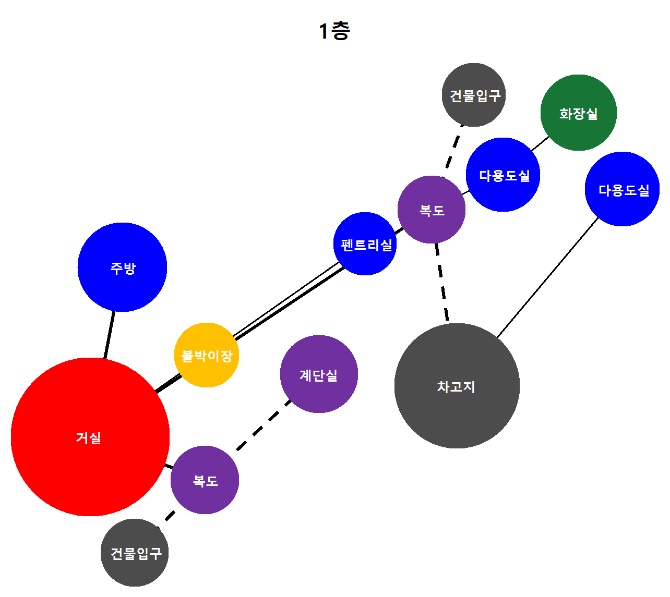 1층
건물입구
화장실
다용도실
다용도실
복도
펜트리실
주방
불박이장
계단실
차고지
거실
복도
건물입구